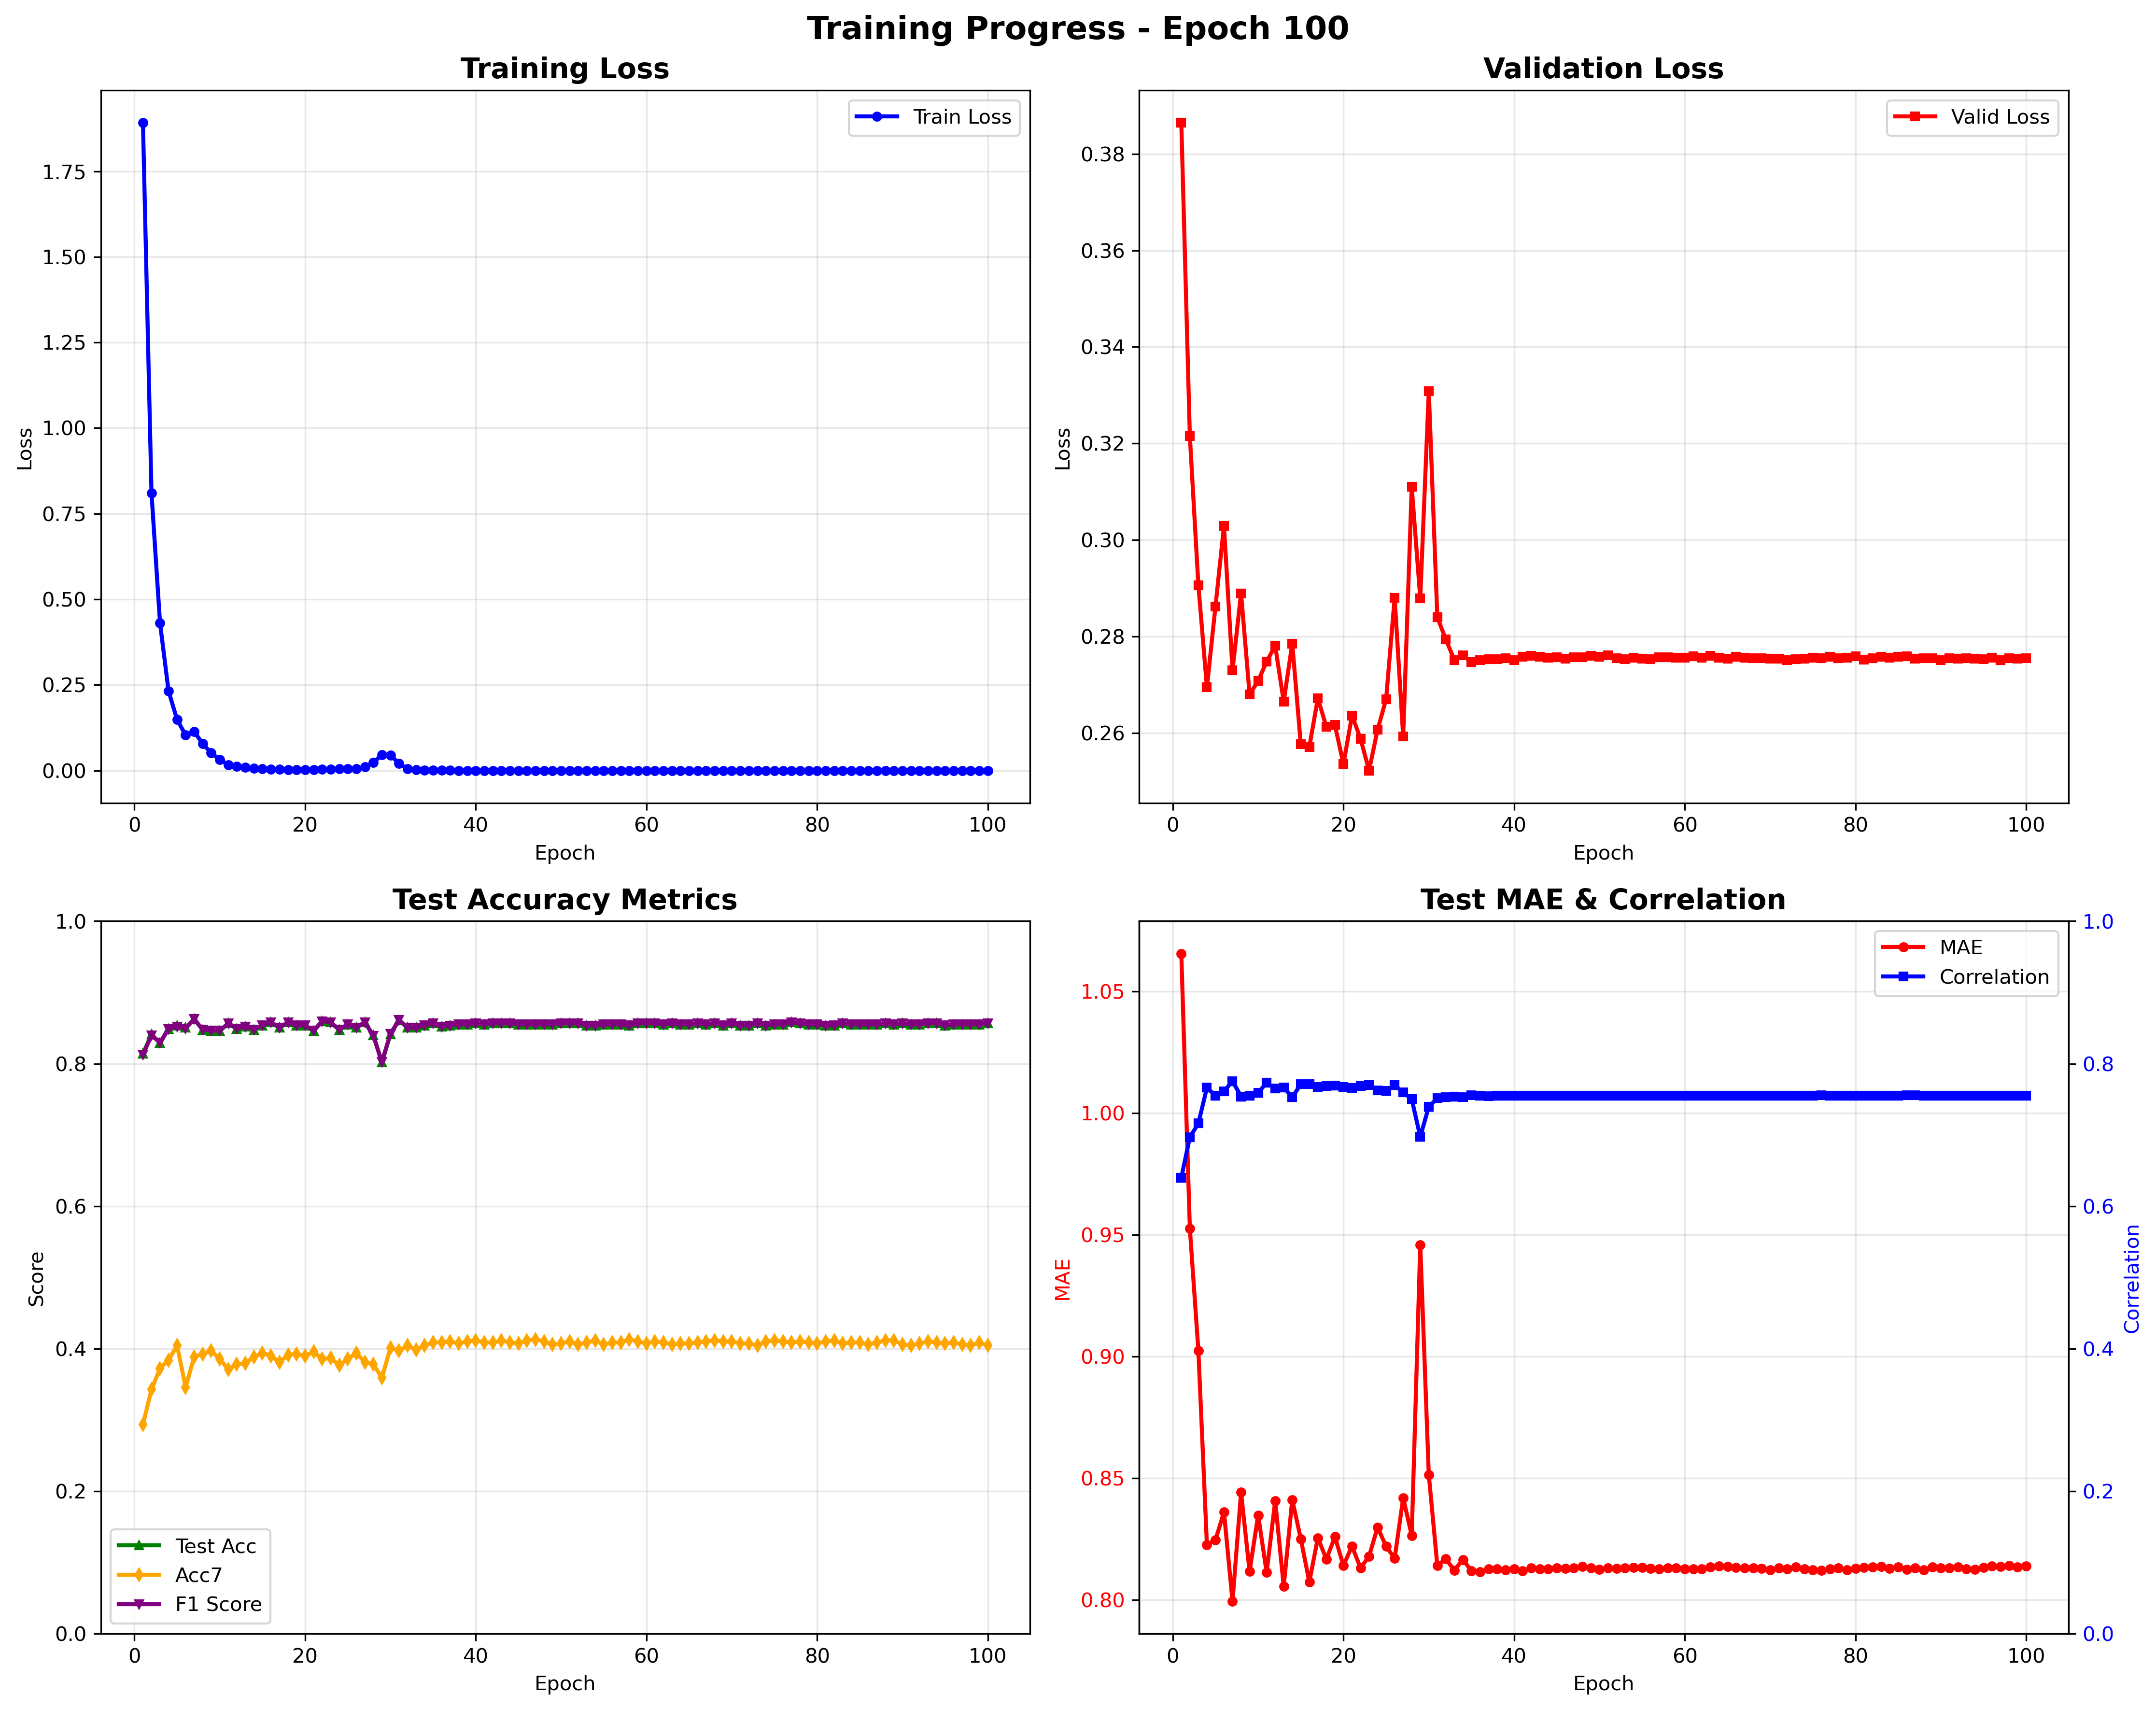 Training Progress - Epoch 100
Training Loss
Train Loss
1.75
1.50
1.25
1.00
0.75
0.50
0.25
0.00
Loss
0
20
40
60
80
100
Epoch
Validation Loss
Valid Loss
0.38
0.36
0.34
0.32
0.30
0.28
0.26
Loss
0
20
40
60
80
100
Epoch
Test Accuracy Metrics
1.0
0.8
0.6
0.4
0.2
0.0
Score
Test Acc
Acc7
F1 Score
0
20
40
60
80
100
Epoch
Test MAE & Correlation
MAE
Correlation
1.05
1.00
0.95
0.90
0.85
0.80
MAE
1.0
0.8
0.6
0.4
0.2
0.0
Correlation
0
20
40
60
80
100
Epoch